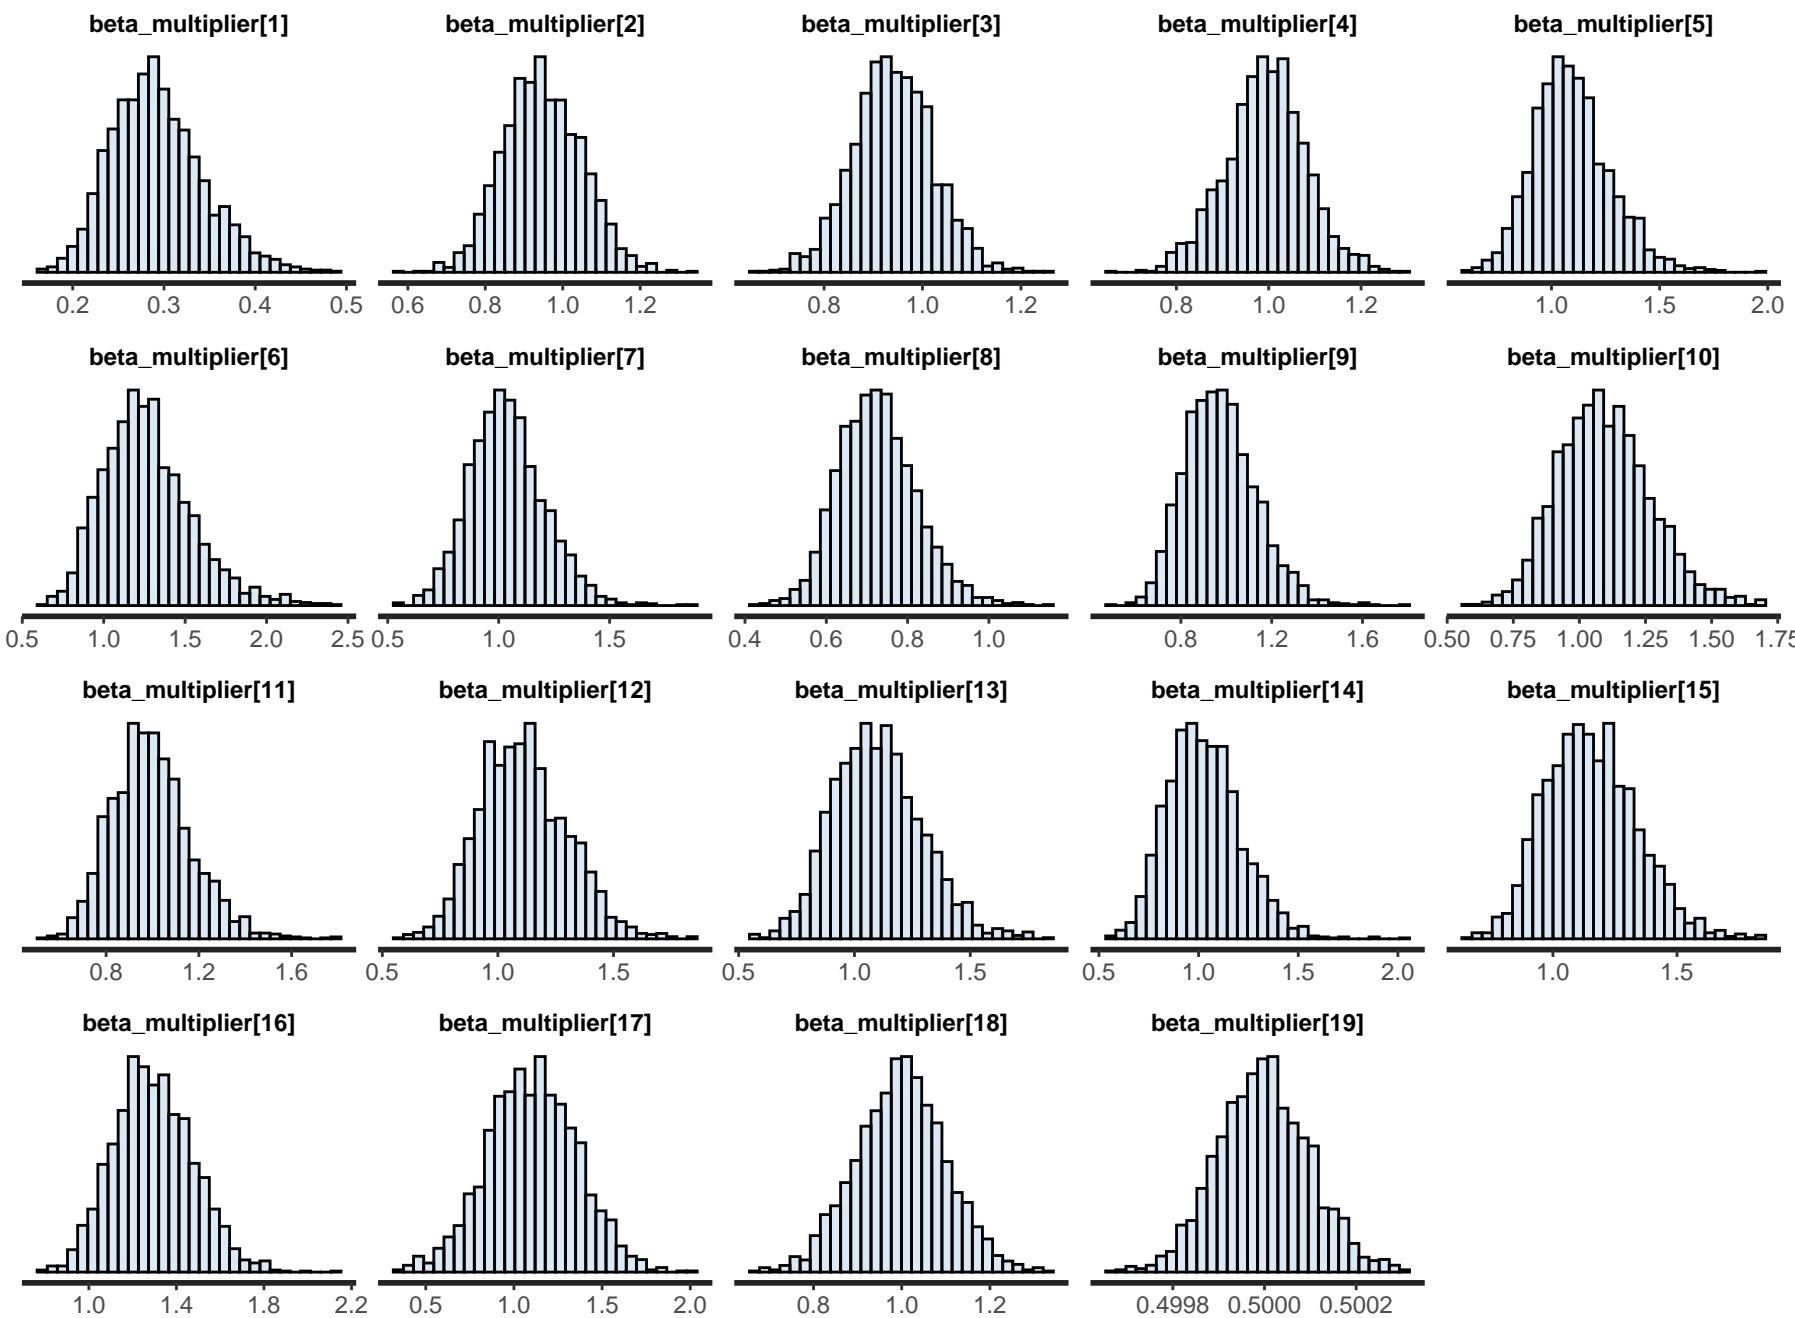 beta_multiplier[1] beta_multiplier[2] beta_multiplier[3] beta_multiplier[4] beta_multiplier[5]
0.2 0.3 0.4 0.5 0.6 0.8 1.0 1.2 0.8 1.0 1.2 0.8 1.0 1.2 1.0 1.5 2.0
beta_multiplier[6] beta_multiplier[7] beta_multiplier[8] beta_multiplier[9] beta_multiplier[10]
0.5 1.0 1.5 2.0 2.5 0.5 1.0 1.5 0.4 0.6 0.8 1.0 0.8 1.2 1.6 0.50 0.75 1.00 1.25 1.50 1.75
beta_multiplier[11] beta_multiplier[12] beta_multiplier[13] beta_multiplier[14] beta_multiplier[15]
0.8 1.2 1.6 0.5 1.0 1.5 0.5 1.0 1.5 0.5 1.0 1.5 2.0 1.0 1.5
beta_multiplier[16] beta_multiplier[17] beta_multiplier[18] beta_multiplier[19]
1.0 1.4 1.8 2.2 0.5 1.0 1.5 2.0 0.8 1.0 1.2 0.4998 0.5000 0.5002